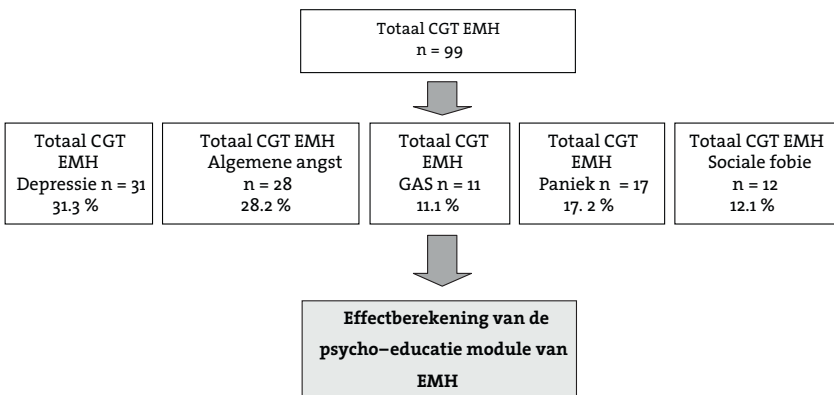 Totaal CGT EMH
n = 99
Totaal CGT
EMH
Depressie n = 31
31.3 %
Totaal CGT EMH
Algemene angst
n = 28
28.2 %
Totaal CGT
EMH
GAS n = 11
11.1 %
Totaal CGT
EMH
Paniek n = 17
17. 2 %
Totaal CGT EMH
Sociale fobie
n = 12
12.1 %
Effectberekening van de
psycho–educatie module van
EMH